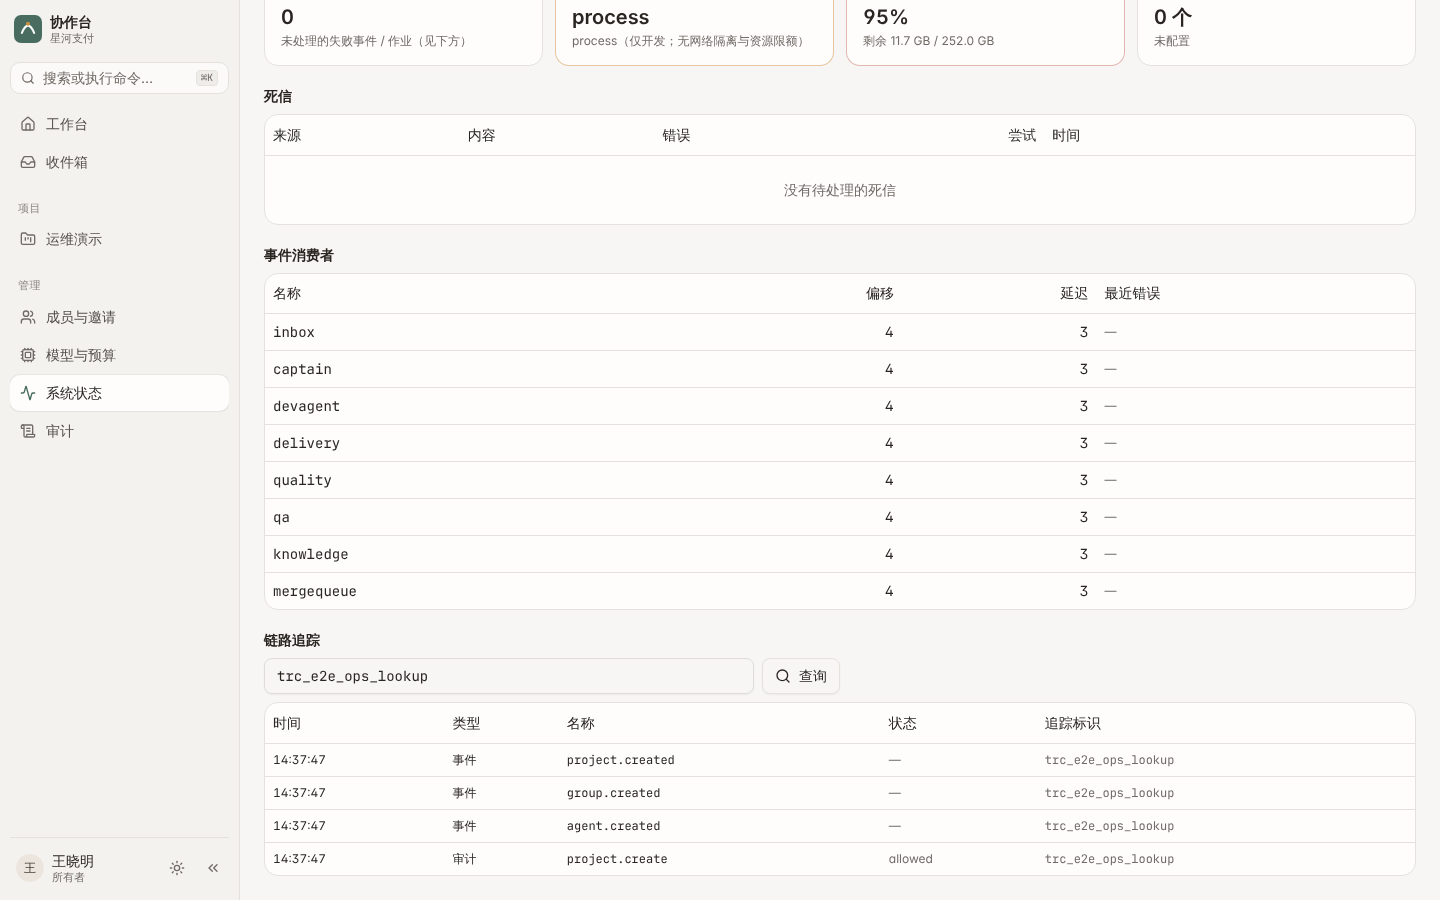 协作台
星河支付
搜索或执行命令... ⌘K
工作台
收件箱
项目
运维演示
管理
成员与邀请
模型与预算
系统状态
审计
王 王晓明
所有者
0 process 95% 0 个
未处理的失败事件 / 作业（见下方） process（仅开发；无网络隔离与资源限额） 剩余 11.7 GB / 252.0 GB 未配置
死信
来源 内容 错误 尝试 时间
没有待处理的死信
事件消费者
名称 偏移 延迟 最近错误
inbox 4 3 —
captain 4 3 —
devagent 4 3 —
delivery 4 3 —
quality 4 3 —
qa 4 3 —
knowledge 4 3 —
mergequeue 4 3 —
链路追踪
trc_e2e_ops_lookup 查询
时间 类型 名称 状态 追踪标识
14:37:47 事件 project.created — trc_e2e_ops_lookup
14:37:47 事件 group.created — trc_e2e_ops_lookup
14:37:47 事件 agent.created — trc_e2e_ops_lookup
14:37:47 审计 project.create allowed trc_e2e_ops_lookup